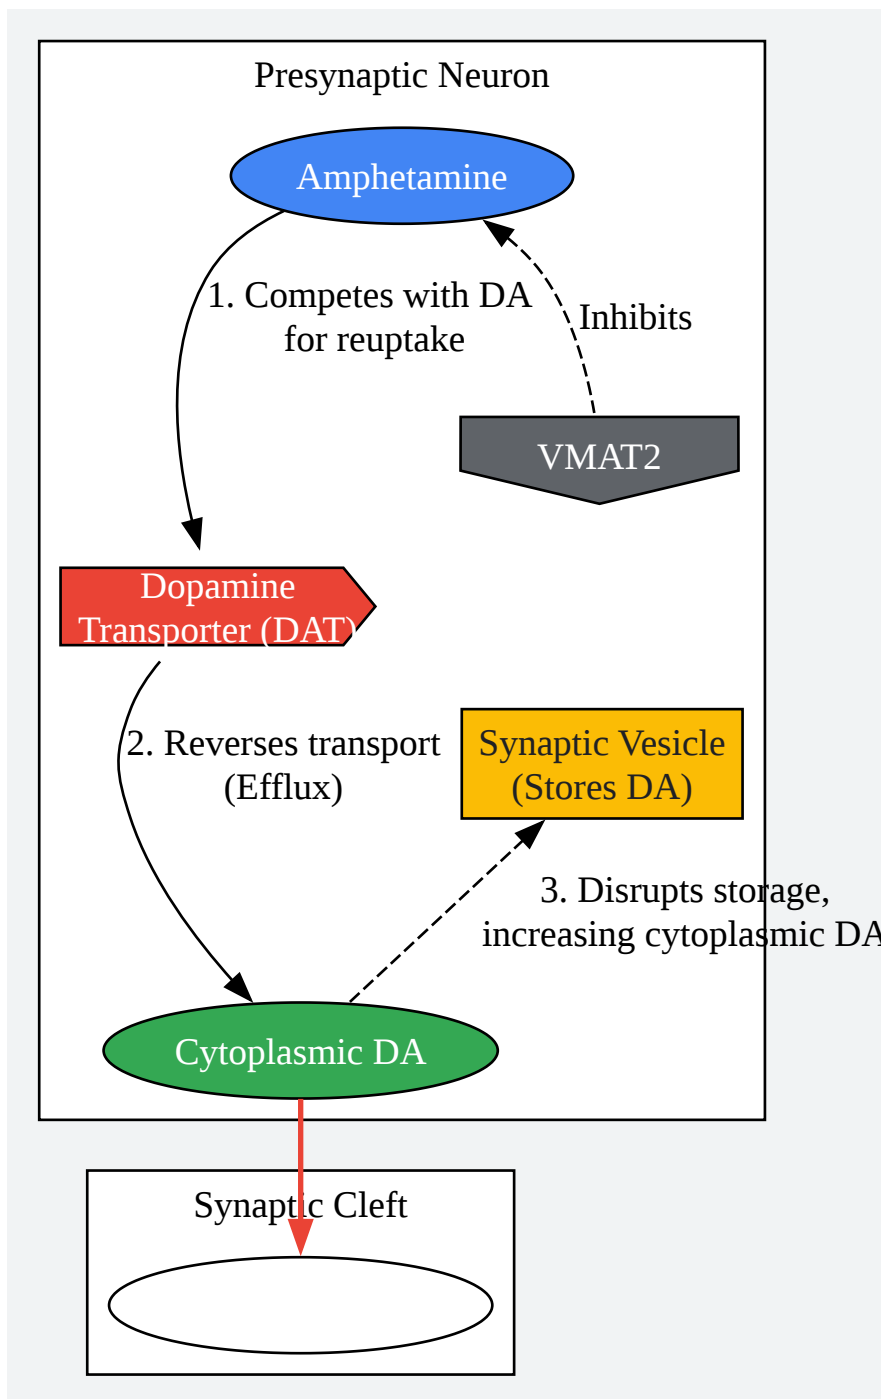 Presynaptic Neuron
Amphetamine
1. Competes with DA
for reuptake
Inhibits
VMAT2
Dopamine
Transporter (DAT)
2. Reverses transport
(Efflux)
Synaptic Vesicle
(Stores DA)
3. Disrupts storage,
increasing cytoplasmic DA
Cytoplasmic DA
Synaptic Cleft